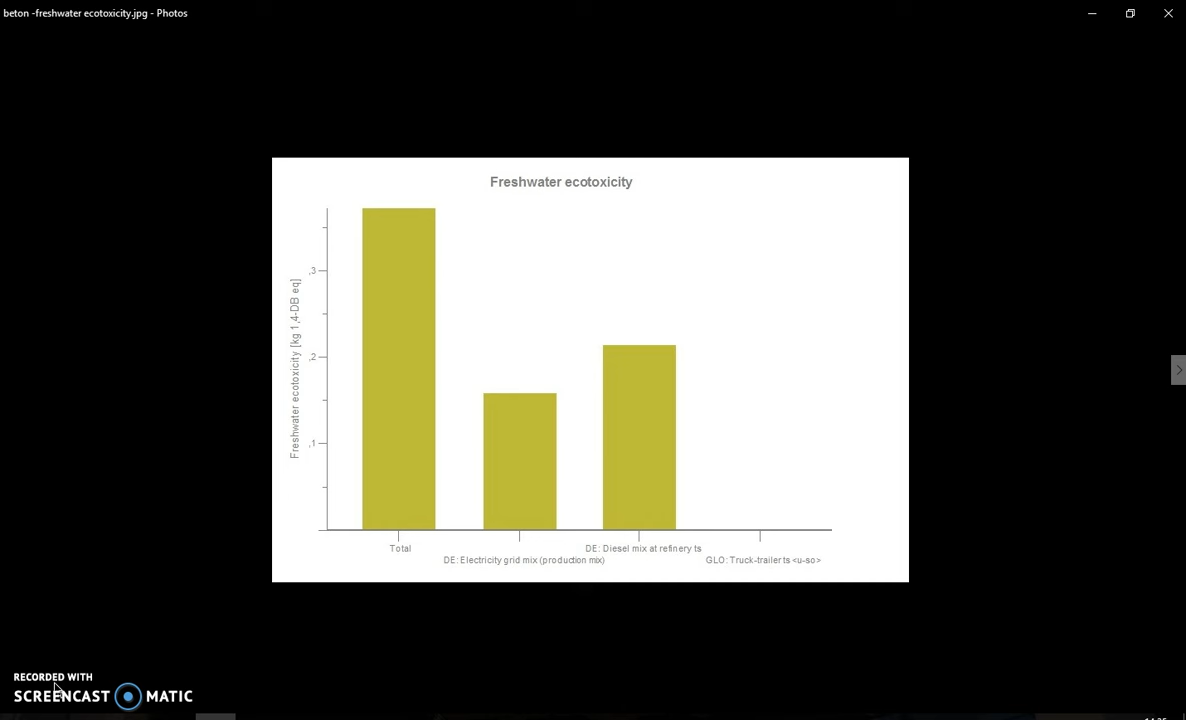 beton -freshwater ecotoxicity.jpg - Photos
Freshwater ecotoxicity
Freshwater ecotoxicity [kg 1,4-DB eq]
,3
,2
,1
Total
DE: Electricity grid mix (production mix)
DE: Diesel mix at refinery ts
GLO: Truck-trailer ts <u-so>
RECORDED WITH
SCREENCAST MATIC